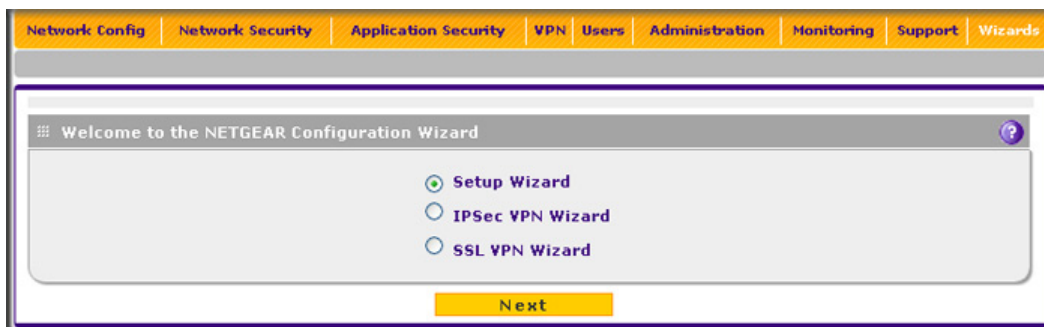 Network Config Network Security Application Security VPN Users Administration Monitoring Support Wizards
Welcome to the NETGEAR Configuration Wizard ?
Setup Wizard
IPSec VPN Wizard
SSL VPN Wizard
Next